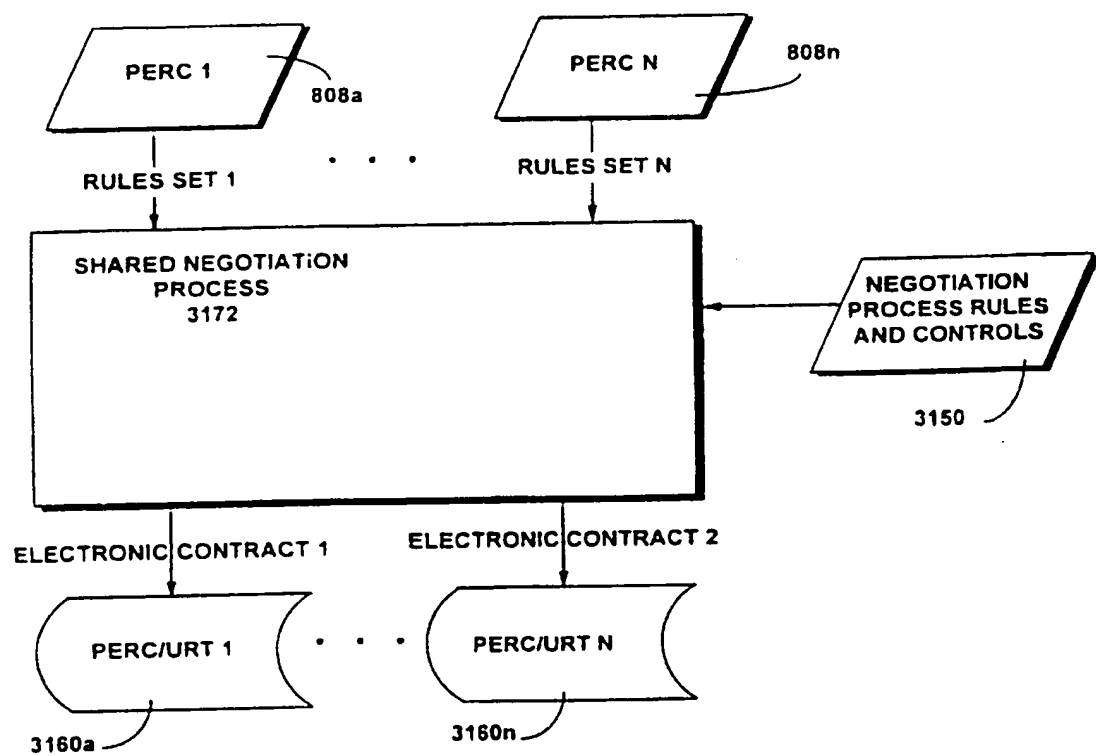 PERC 1
808a
PERC N
808n
RULES SET 1
RULES SET N
SHARED NEGOTIATiON
PROCESS
3172
NEGOTIATION
PROCESS RULES
AND CONTROLS
3150
ELECTRONIC CONTRACT 1
ELECTRONIC CONTRACT 2
PERC/URT 1
PERC/URT N
3160a
3160n